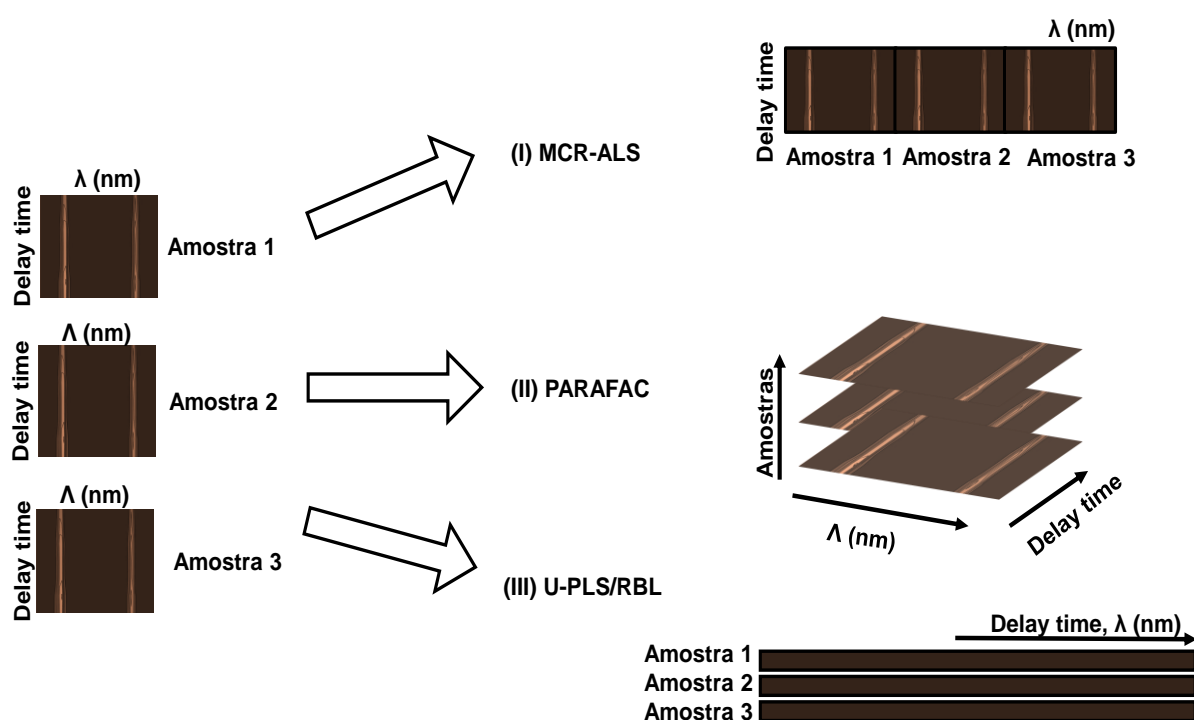 λ (nm)
Delay time
Amostra 1
Amostra 2
Amostra 3
(I) MCR-ALS
λ (nm)
Delay time
Amostra 1
Λ (nm)
Delay time
Amostra 2
(II) PARAFAC
Amostras
Λ (nm)
Delay time
Λ (nm)
Delay time
Amostra 3
(III) U-PLS/RBL
Delay time, λ (nm)
Amostra 1
Amostra 2
Amostra 3